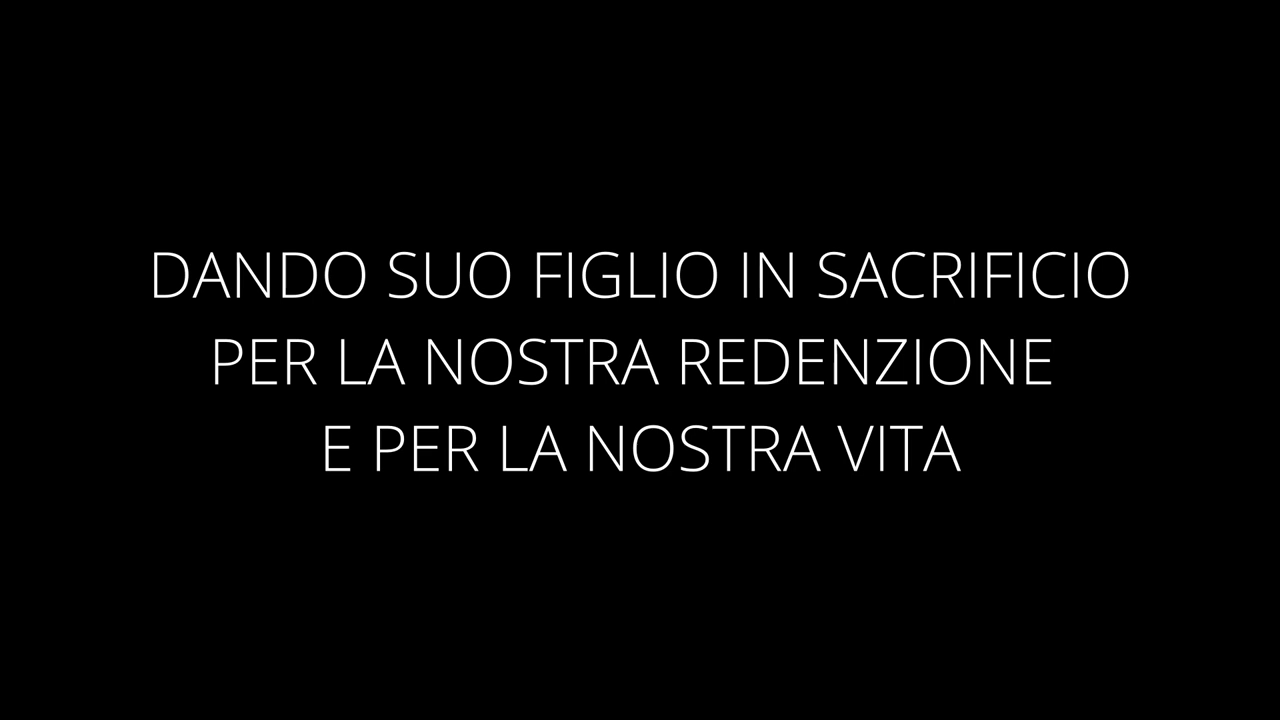 DANDO SUO FIGLIO IN SACRIFICIO
PER LA NOSTRA REDENZIONE
E PER LA NOSTRA VITA